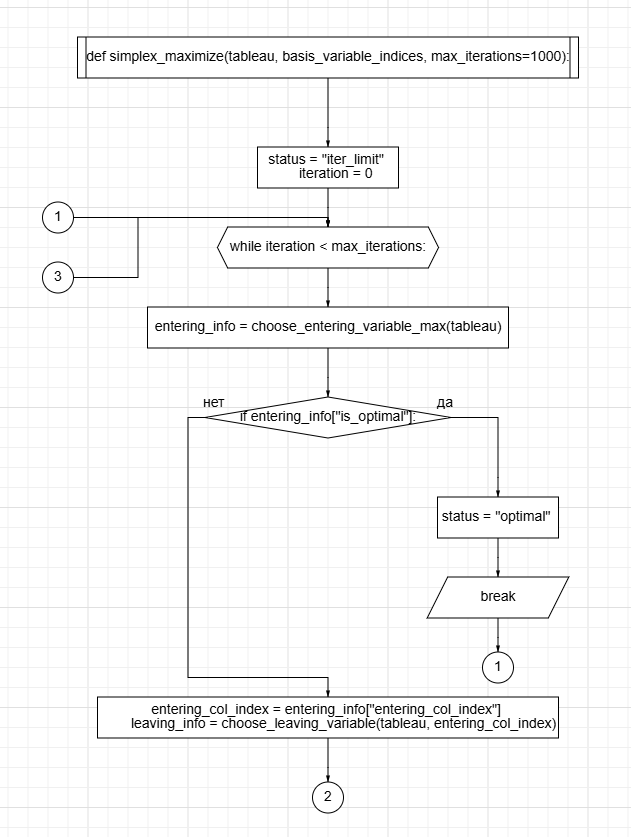 def simplex_maximize(tableau, basis_variable_indices, max_iterations=1000):
status = "iter_limit"
iteration = 0
1
while iteration < max_iterations:
3
entering_info = choose_entering_variable_max(tableau)
нет
да
if entering_info["is_optimal"]:
status = "optimal"
break
1
entering_col_index = entering_info["entering_col_index"]
leaving_info = choose_leaving_variable(tableau, entering_col_index)
2